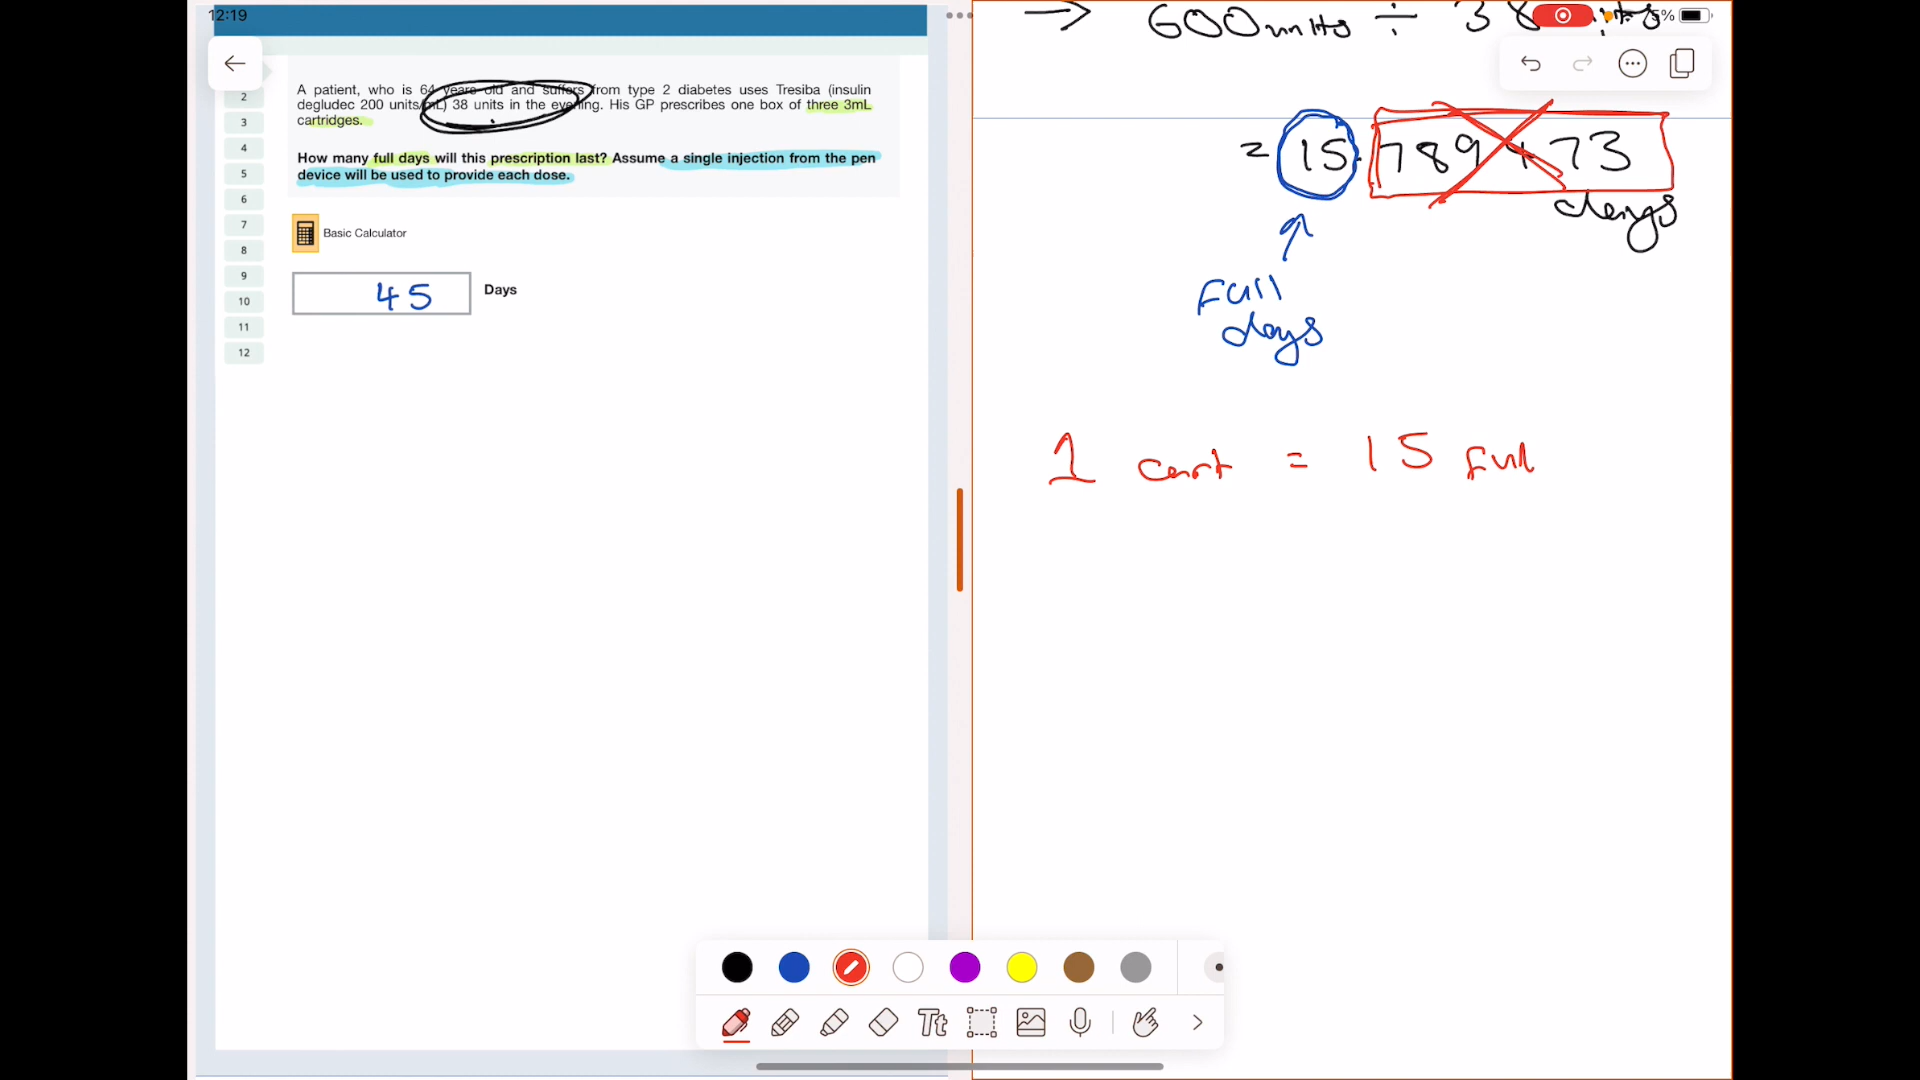 12:19
A patient, who is 64 years old and suffers from type 2 diabetes uses Tresiba (insulin
degludec 200 units/mL) 38 units in the evening. His GP prescribes one box of three 3mL
cartridges.
How many full days will this prescription last? Assume a single injection from the pen
device will be used to provide each dose.
Basic Calculator
45 Days
2
3
4
5
6
7
8
9
10
11
12
→ 600 units ÷ 38 units
= 15.789473
days
↑
Full
days
1 cart = 15 full
Tt